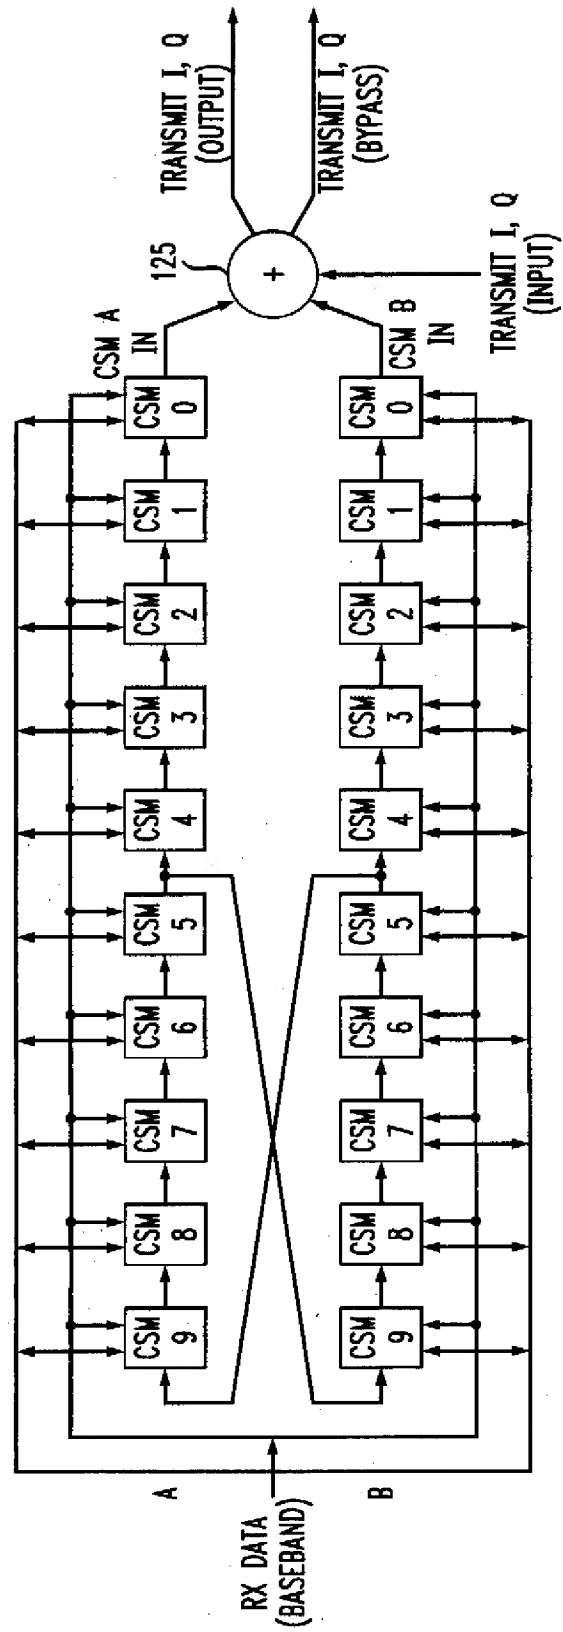 RX DATA
(BASEBAND)
A
B
CSM
9
CSM
8
CSM
7
CSM
6
CSM
5
CSM
4
CSM
3
CSM
2
CSM
1
CSM
0
CSM A
IN
CSM
9
CSM
8
CSM
7
CSM
6
CSM
5
CSM
4
CSM
3
CSM
2
CSM
1
CSM
0
CSM B
IN
125
+
TRANSMIT I, Q
(OUTPUT)
TRANSMIT I, Q
(BYPASS)
TRANSMIT I, Q
(INPUT)